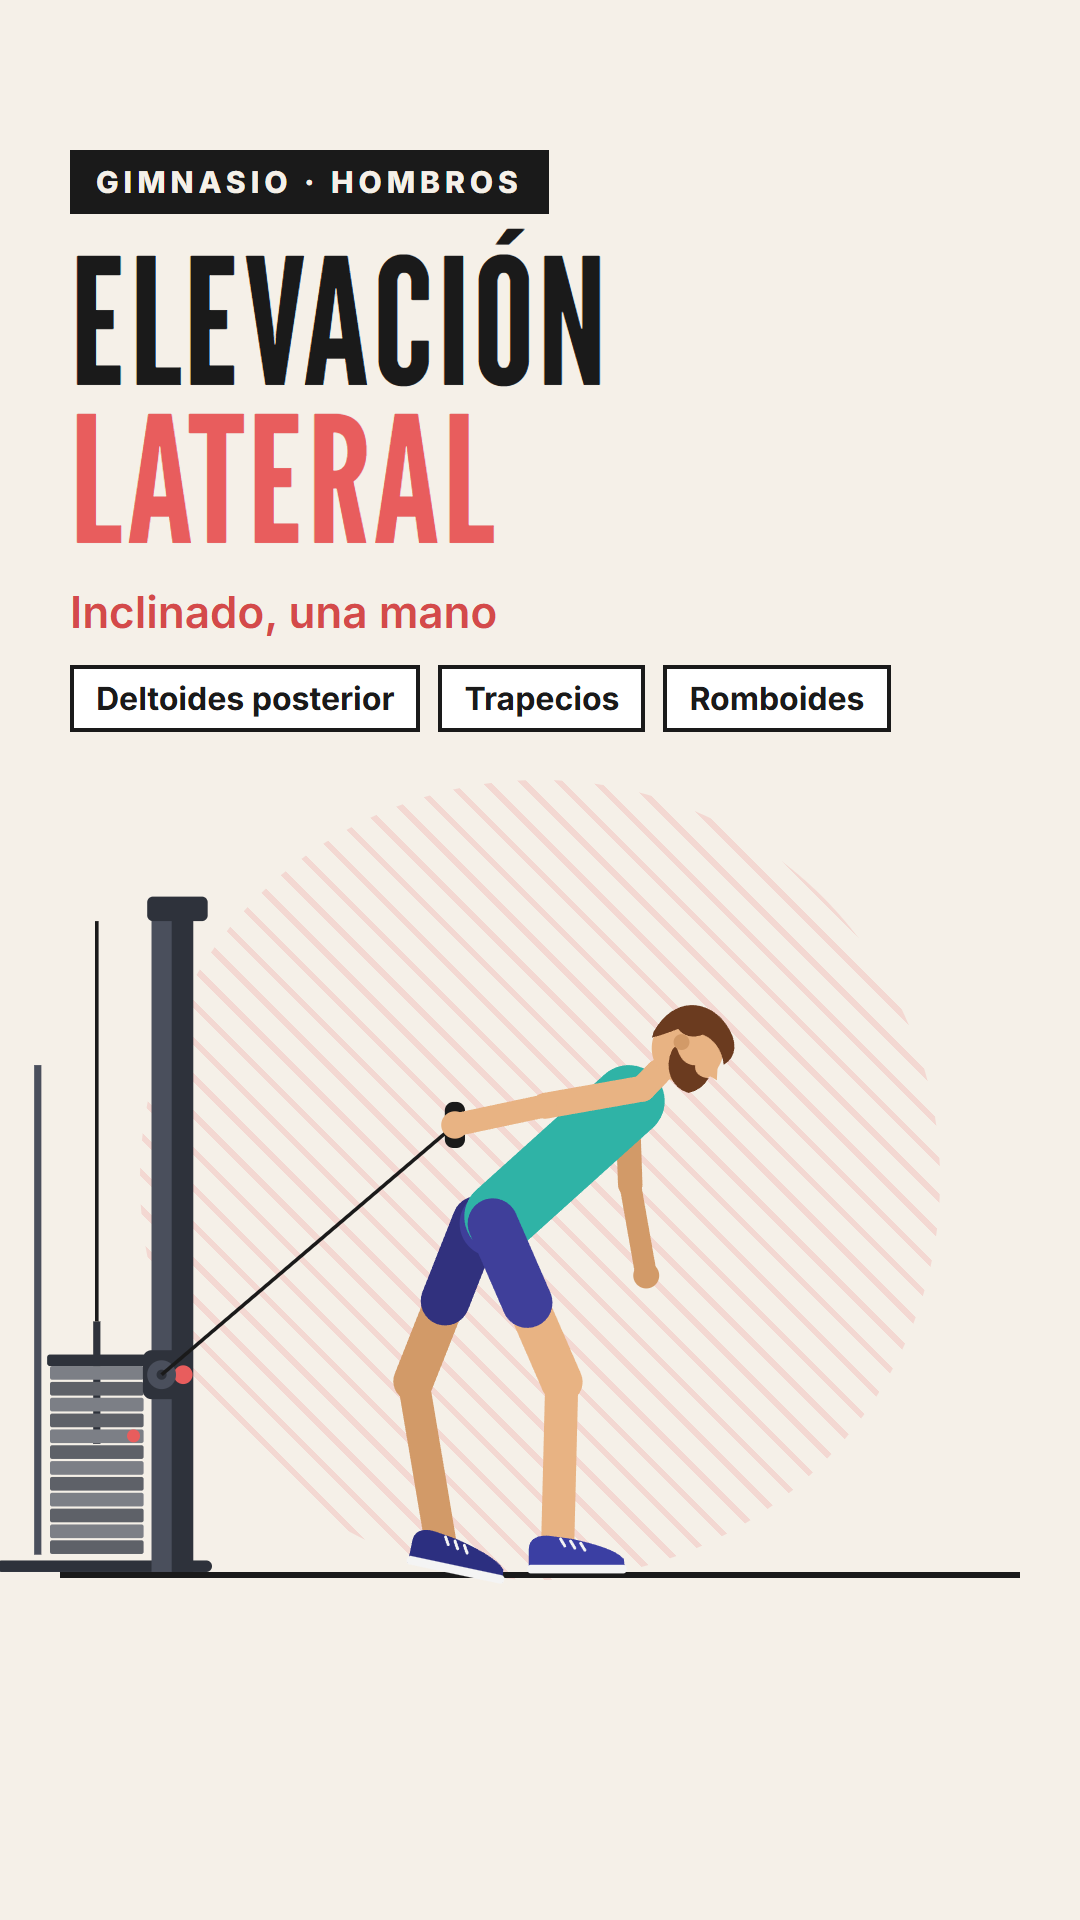 GIMNASIO · HOMBROS
ELEVACIÓN
LATERAL
Inclinado, una mano
Deltoides posterior
Trapecios
Romboides